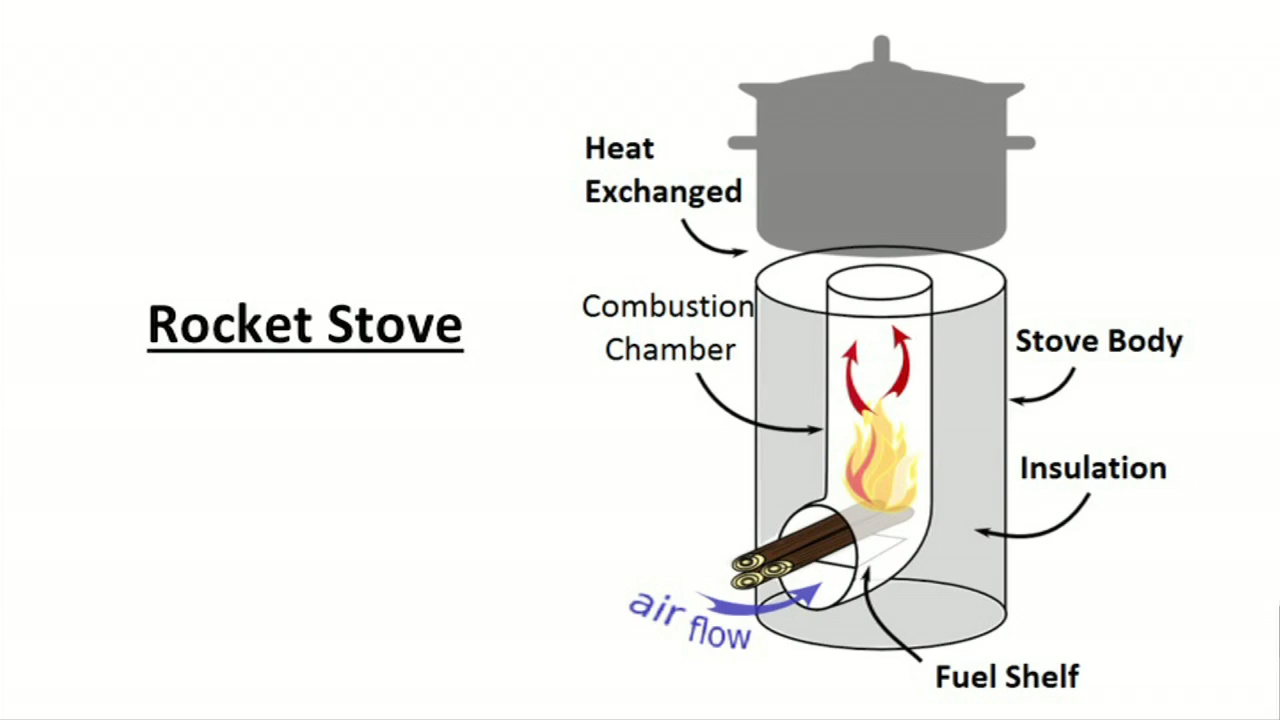 Rocket Stove
Heat
Exchanged
Combustion
Chamber
Stove Body
Insulation
air flow
Fuel Shelf